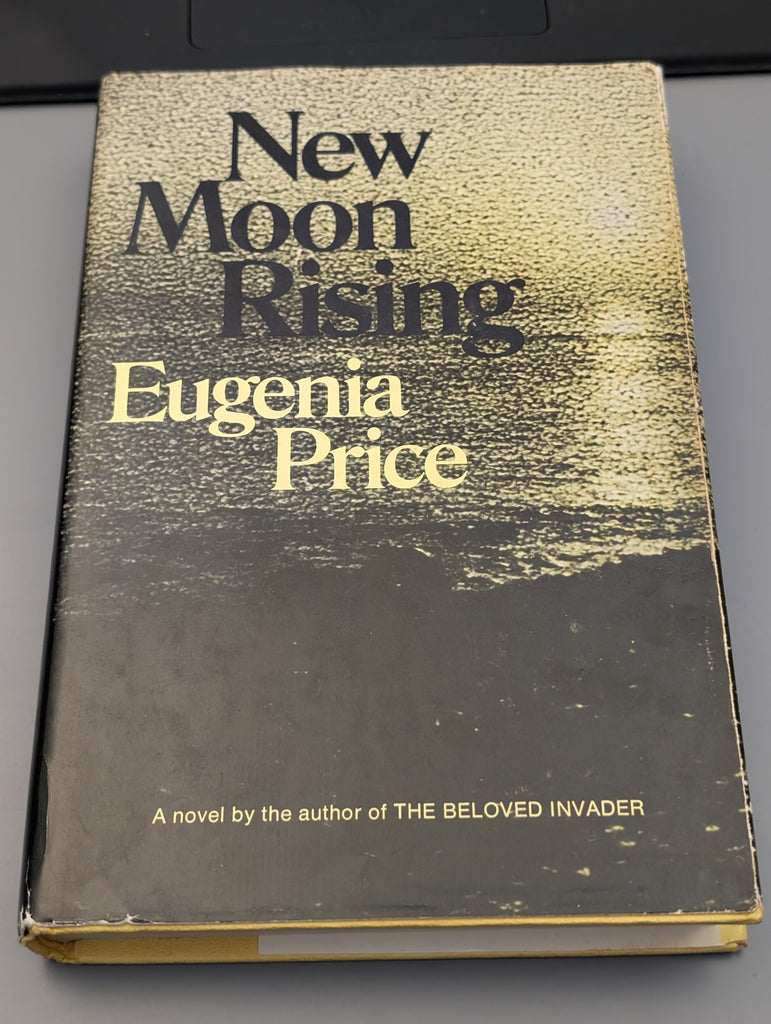 New
Moon
Rising
Eugenia
Price
A novel by the author of THE BELOVED INVADER